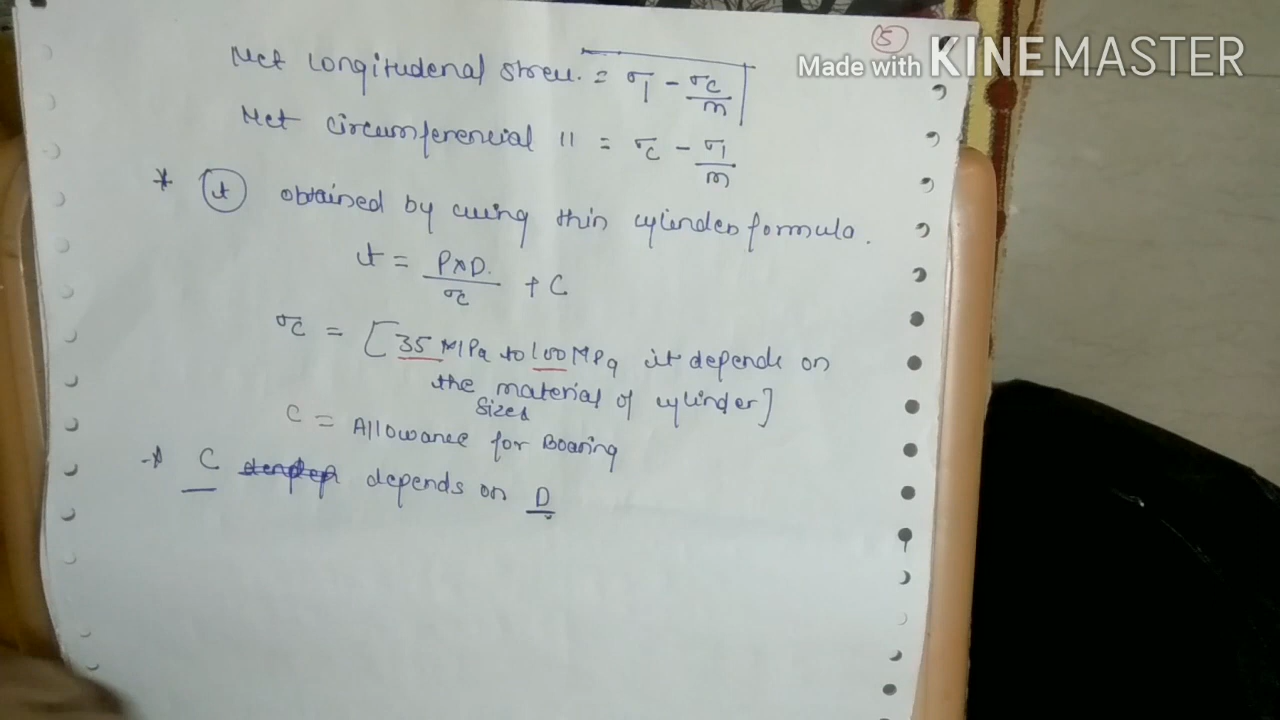 5
Made with KINEMASTER
Net longitudenal stress. = σl - σc/m
Net circumferencial 11 = σc - σl/m
* t obtained by using thin cylinder formula.
t = P×D/σc + C
σc = [35 MPa to 100 MPa it depends on
the material of cylinder]
Sizes
C = Allowance for Boaring
* C depends on D